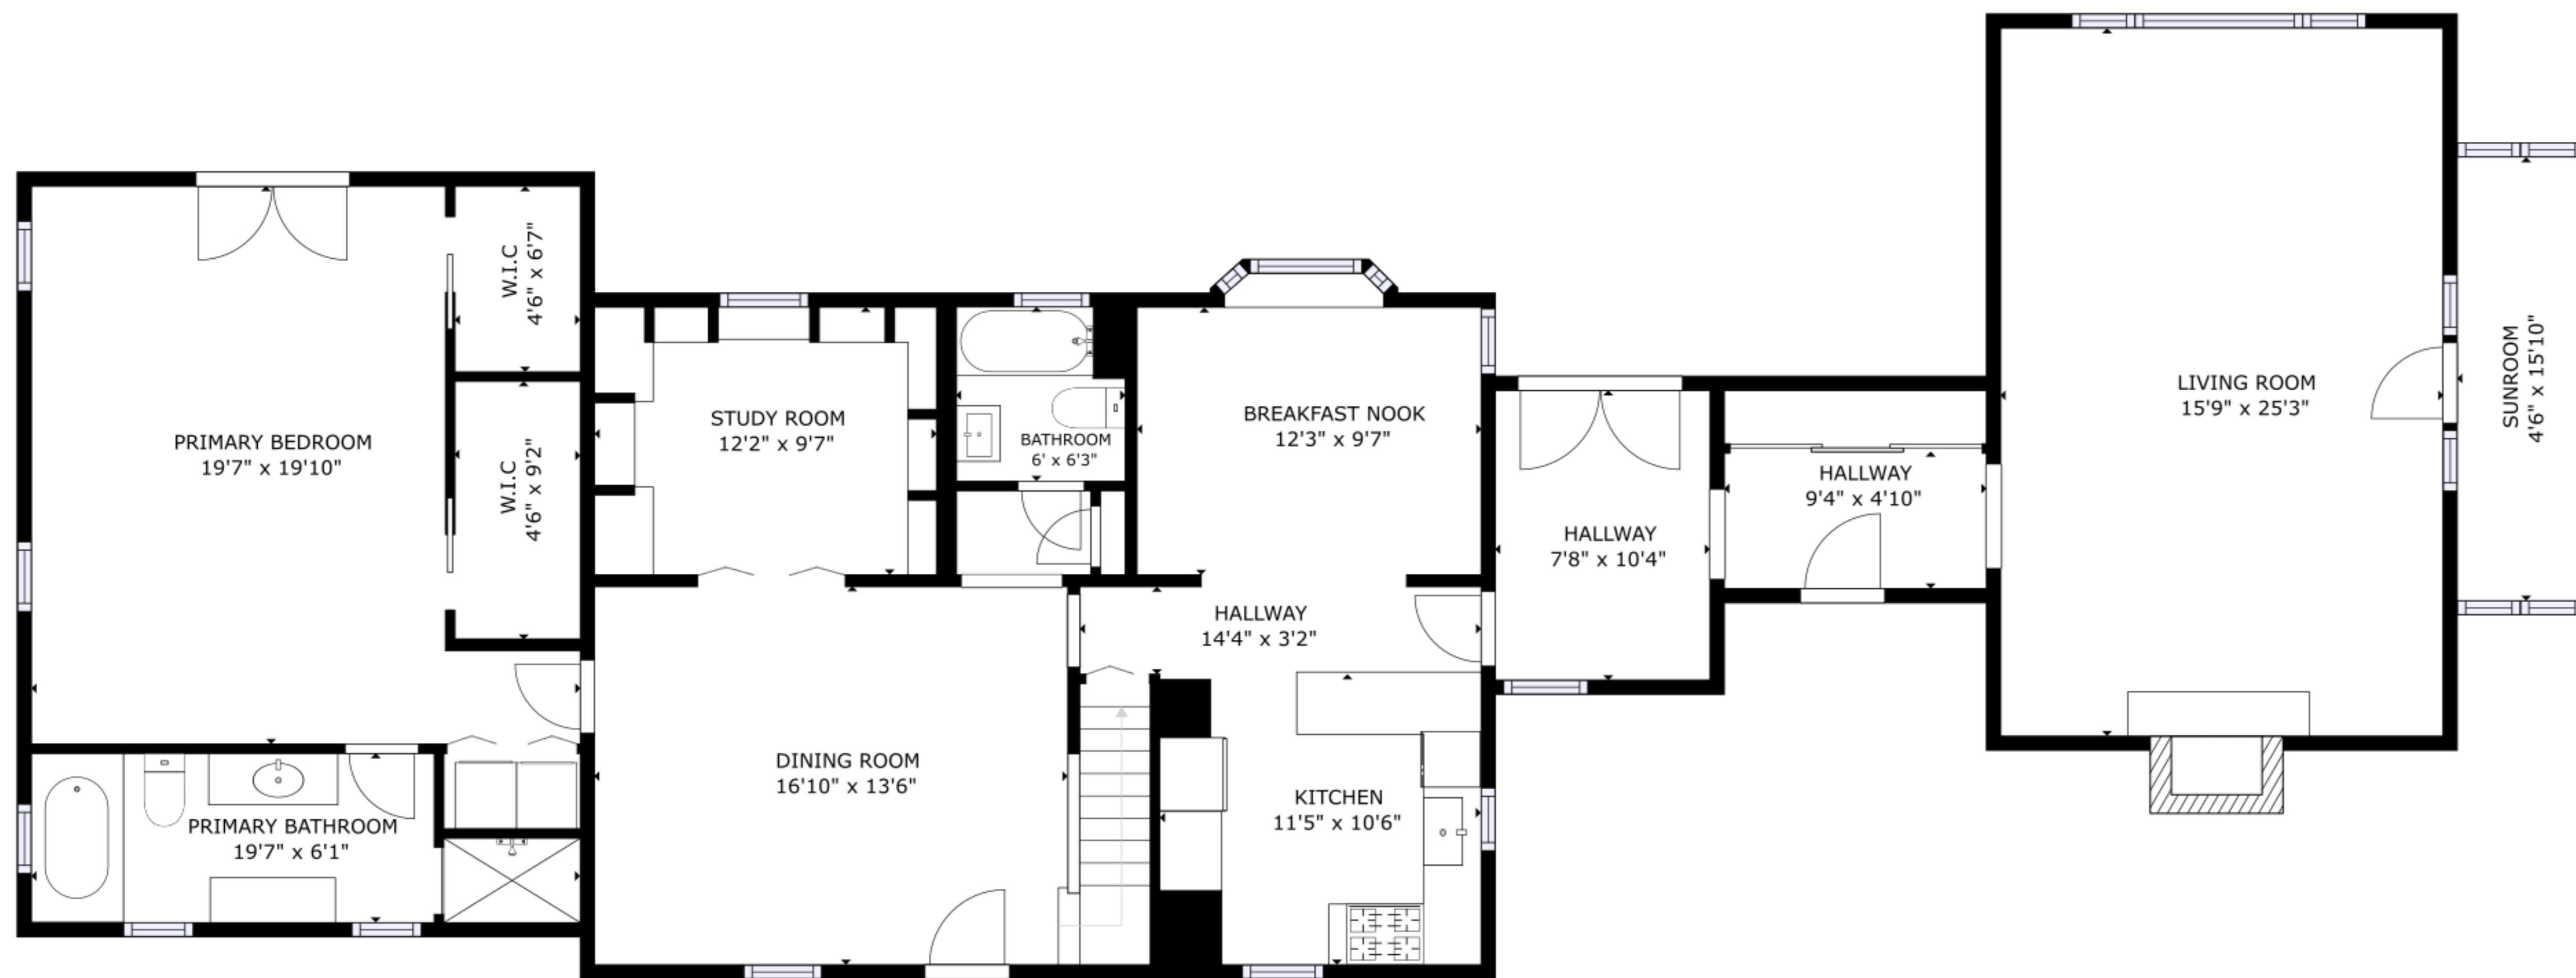 PRIMARY BEDROOM
19'7" x 19'10"
W.I.C
4'6" x 6'7"
W.I.C
4'6" x 9'2"
PRIMARY BATHROOM
19'7" x 6'1"
STUDY ROOM
12'2" x 9'7"
DINING ROOM
16'10" x 13'6"
BATHROOM
6' x 6'3"
BREAKFAST NOOK
12'3" x 9'7"
HALLWAY
14'4" x 3'2"
KITCHEN
11'5" x 10'6"
HALLWAY
7'8" x 10'4"
HALLWAY
9'4" x 4'10"
LIVING ROOM
15'9" x 25'3"
SUNROOM
4'6" x 15'10"